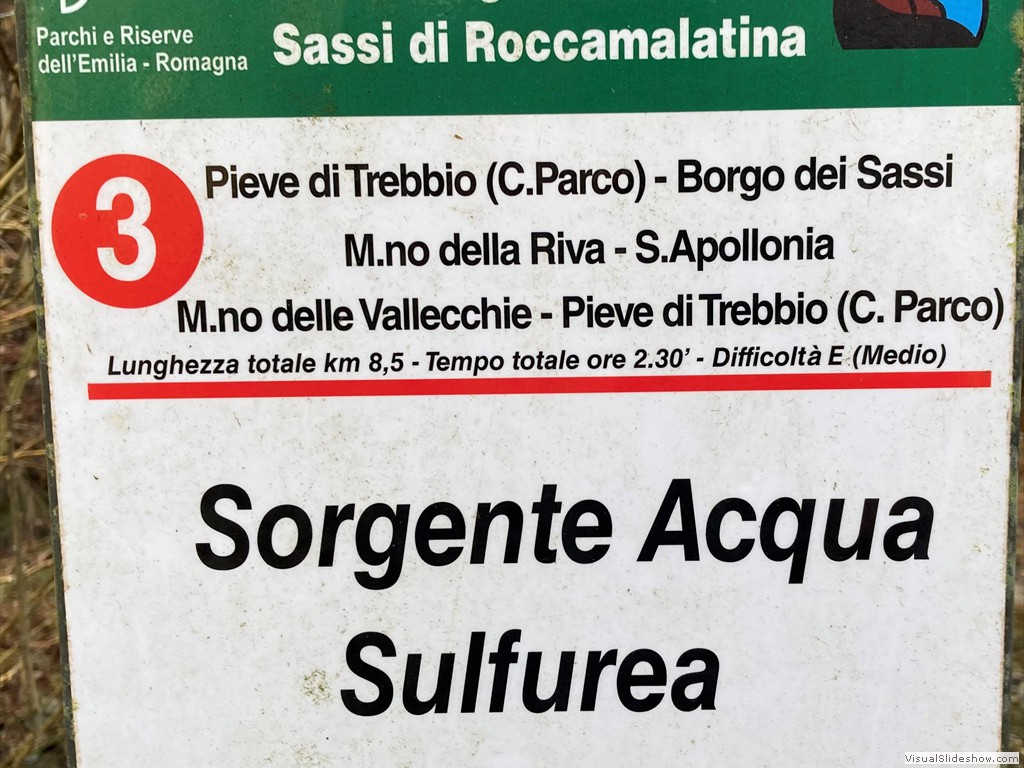 Parchi e Riserve
dell'Emilia - Romagna
Sassi di Roccamalatina
3
Pieve di Trebbio (C.Parco) - Borgo dei Sassi
M.no della Riva - S.Apollonia
M.no delle Vallecchie - Pieve di Trebbio (C. Parco)
Lunghezza totale km 8,5 - Tempo totale ore 2.30' - Difficoltà E (Medio)
Sorgente Acqua
Sulfurea
VisualSlideshow.com